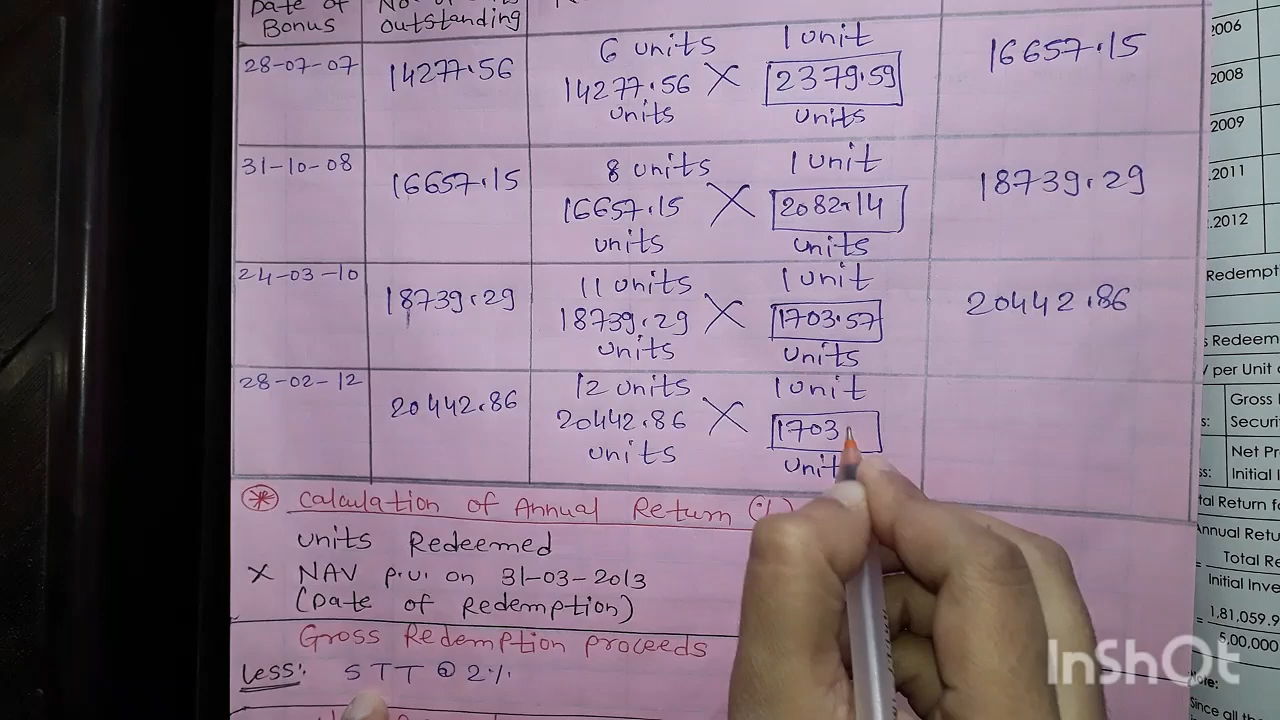 Date of
Bonus
outstanding
28-07-07
14277.56
6 units
1 unit
14277.56 X 2379.59
units
units
16657.15
31-10-08
16657.15
8 units
1 unit
16657.15 X 2082.14
units
units
18739.29
24-03-10
18739.29
11 units
1 unit
18739.29 X 1703.57
units
units
20442.86
28-02-12
20442.86
12 units
1 unit
20442.86 X 1703
units
unit
* Calculation of Annual Return (%)
units Redeemed
X NAV p.u. on 31-03-2013
(Date of Redemption)
Gross Redemption proceeds
Less: STT @ 2%
2006
2008
2009
.2011
.2012
Redempt
s Redeem
/ per Unit
Gross
s: Securi
Net Pr
ss: Initial I
tal Return fo
Annual Retu
Total Re
Initial Inve
= 1,81,059.9
5,00,000
Note:
Since all th
InShOt